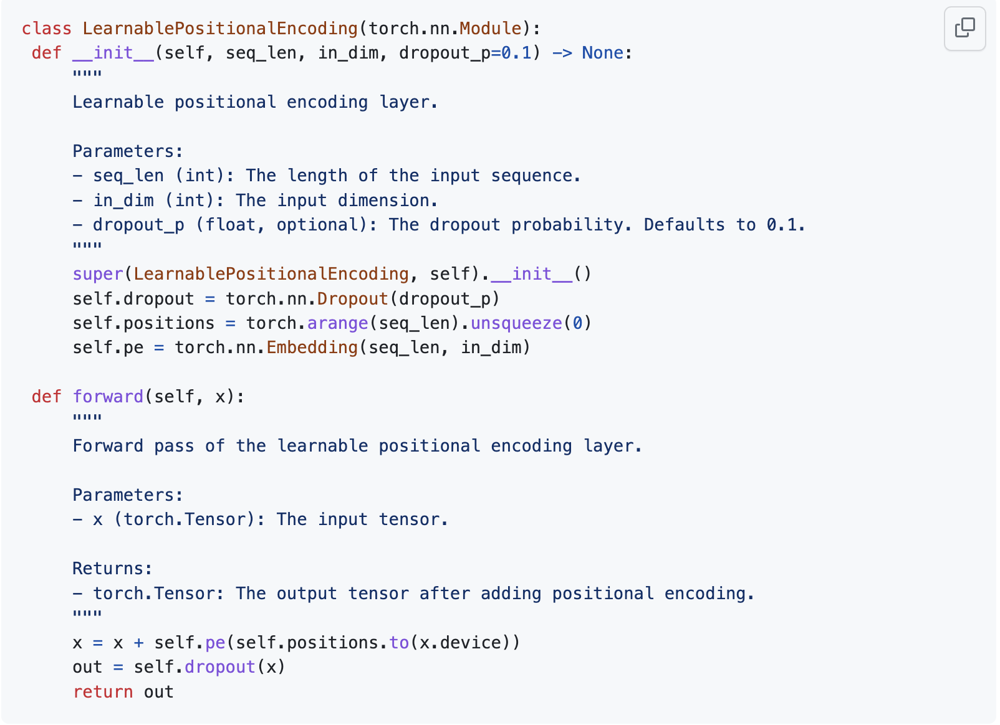 class LearnablePositionalEncoding(torch.nn.Module):
 def __init__(self, seq_len, in_dim, dropout_p=0.1) -> None:
     """
     Learnable positional encoding layer.

     Parameters:
     - seq_len (int): The length of the input sequence.
     - in_dim (int): The input dimension.
     - dropout_p (float, optional): The dropout probability. Defaults to 0.1.
     """
     super(LearnablePositionalEncoding, self).__init__()
     self.dropout = torch.nn.Dropout(dropout_p)
     self.positions = torch.arange(seq_len).unsqueeze(0)
     self.pe = torch.nn.Embedding(seq_len, in_dim)

 def forward(self, x):
     """
     Forward pass of the learnable positional encoding layer.

     Parameters:
     - x (torch.Tensor): The input tensor.

     Returns:
     - torch.Tensor: The output tensor after adding positional encoding.
     """
     x = x + self.pe(self.positions.to(x.device))
     out = self.dropout(x)
     return out